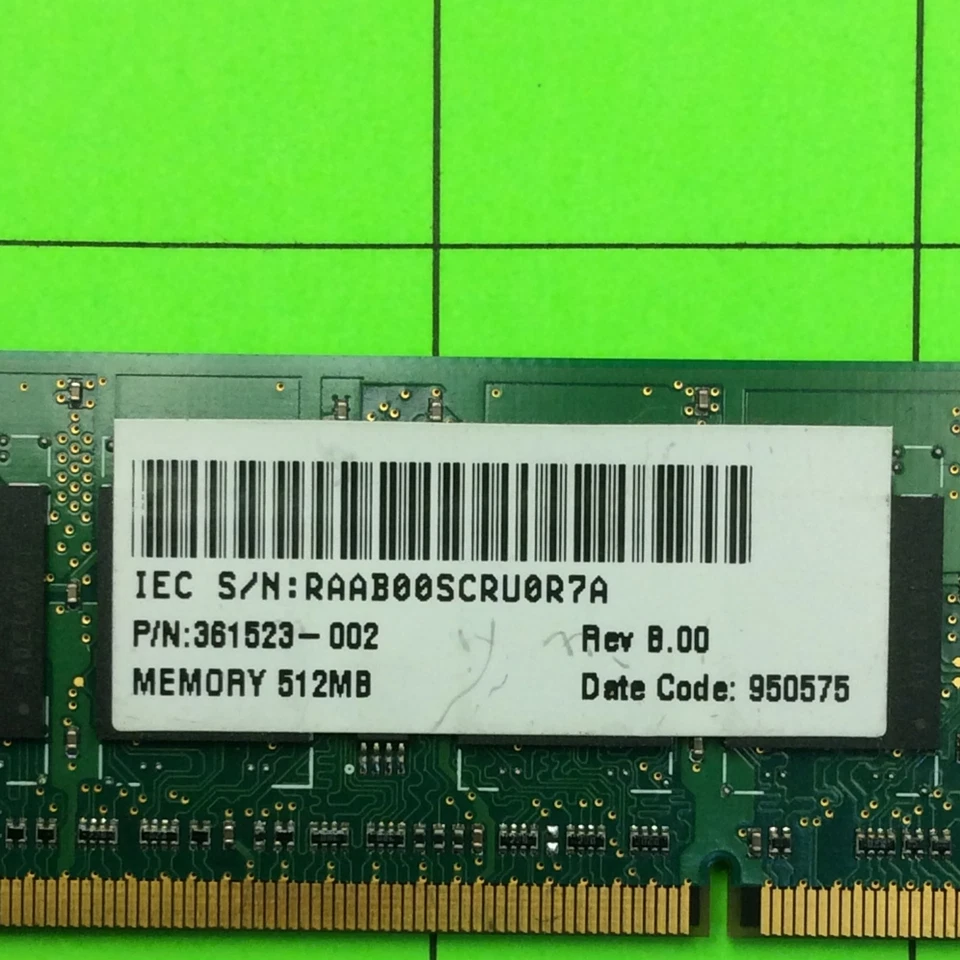 IEC S/N:RAAB00SCRU0R7A
P/N:361523-002
Rev B.00
MEMORY 512MB
Date Code: 950575